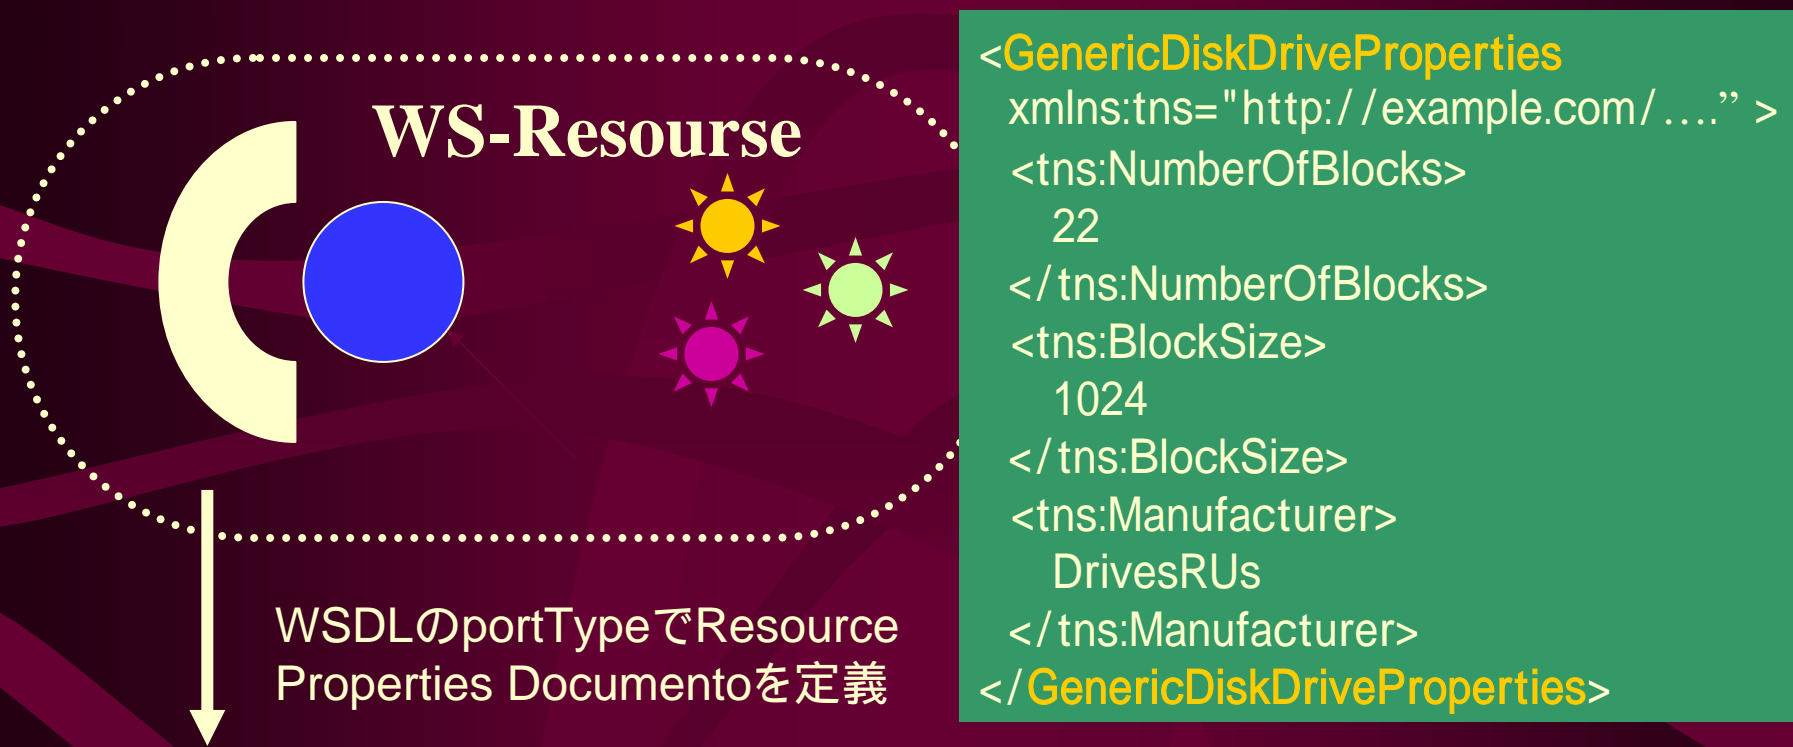 WS-Resourse
WSDLのportTypeでResource
Properties Documentoを定義
<GenericDiskDriveProperties
xmlns:tns="http://example.com/….” >
<tns:NumberOfBlocks>
22
</tns:NumberOfBlocks>
<tns:BlockSize>
1024
</tns:BlockSize>
<tns:Manufacturer>
DrivesRUs
</tns:Manufacturer>
</GenericDiskDriveProperties>